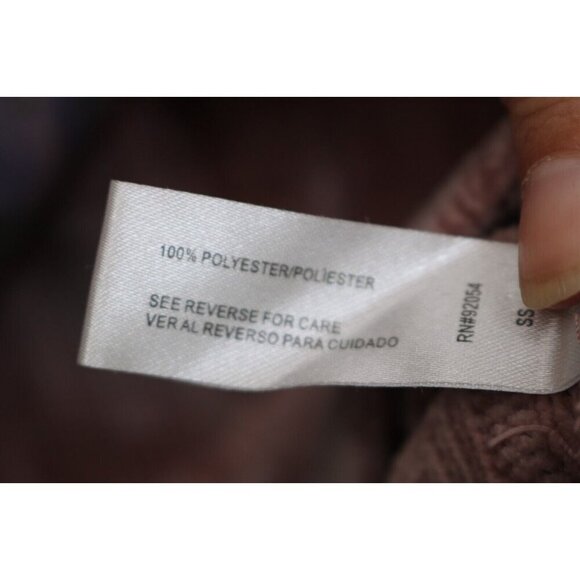 100% POLYESTER/POLIESTER
SEE REVERSE FOR CARE
VER AL REVERSO PARA CUIDADO
RN#92054
SS